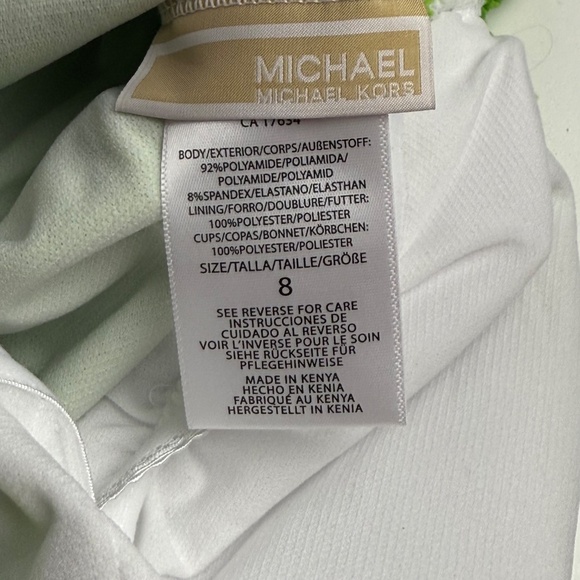 MICHAEL
MICHAEL KORS
CA 17634
BODY/EXTERIOR/CORPS/AUßENSTOFF:
92%POLYAMIDE/POLIAMIDA/
POLYAMIDE/POLYAMID
8%SPANDEX/ELASTANO/ELASTHAN
LINING/FORRO/DOUBLURE/FUTTER:
100%POLYESTER/POLIESTER
CUPS/COPAS/BONNET/KÖRBCHEN:
100%POLYESTER/POLIESTER
SIZE/TALLA/TAILLE/GRÖßE
8
SEE REVERSE FOR CARE
INSTRUCCIONES DE
CUIDADO AL REVERSO
VOIR L'INVERSE POUR LE SOIN
SIEHE RÜCKSEITE FÜR
PFLEGEHINWEISE
MADE IN KENYA
HECHO EN KENIA
FABRIQUÉ AU KENYA
HERGESTELLT IN KENIA